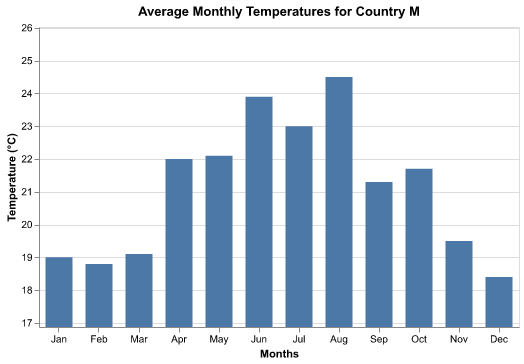 Average Monthly Temperatures for Country M
26
25
24
23
22
21
20
19
18
17
Temperature (°C)
Jan Feb Mar Apr May Jun Jul Aug Sep Oct Nov Dec
Months